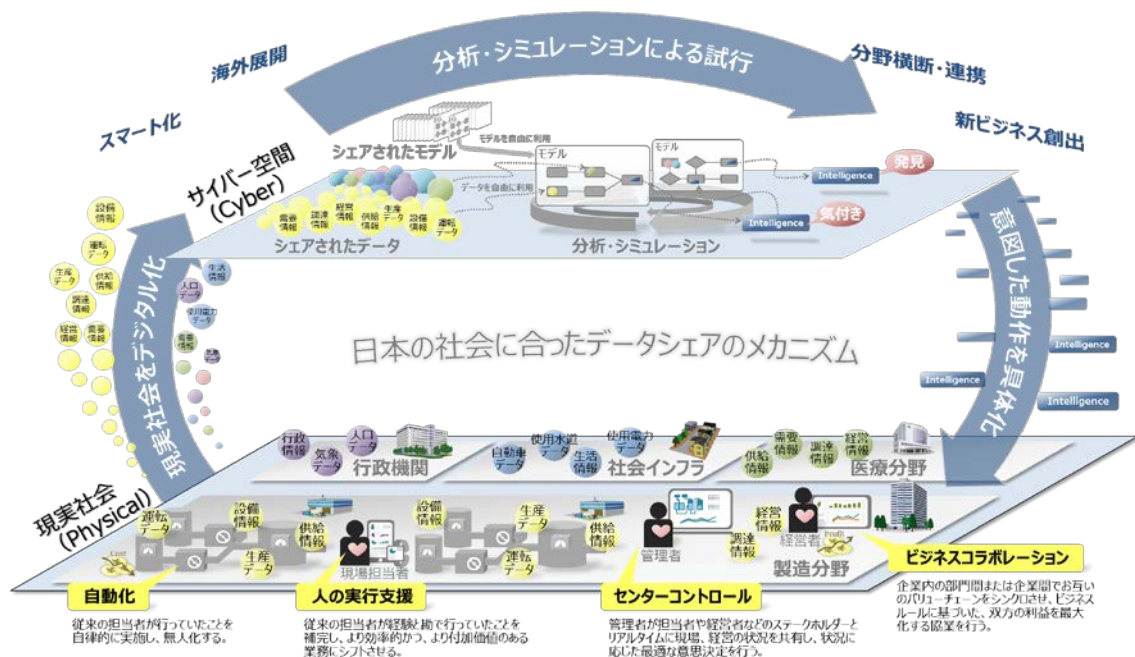 海外展開
分析・シミュレーションによる試行
分野横断・連携
スマート化
新ビジネス創出
サイバー空間
(Cyber)
モデルを自由に利用
シェアされたモデル
モデル
モデル
Intelligence
発見
データを自由に利用
Intelligence
気付き
需要
情報
調達
情報
経営
情報
供給
情報
生産
データ
設備
情報
運転
データ
シェアされたデータ
分析・シミュレーション
設備
情報
運転
データ
生産
データ
供給
情報
調達
情報
経営
情報
需要
情報
生活
情報
人口
データ
使用電力
データ
需要
情報
現実社会をデジタル化
意図した動作を具体化
Intelligence
Intelligence
Intelligence
日本の社会に合ったデータシェアのメカニズム
行政
情報
気象
データ
人口
データ
行政機関
自動車
データ
使用水道
データ
生活
情報
使用電力
データ
社会インフラ
供給
情報
需要
情報
調達
情報
経営
情報
医療分野
現実社会
(Physical)
運転
データ
設備
情報
生産
データ
供給
情報
Cost
現場担当者
設備
情報
生産
データ
運転
データ
供給
情報
管理者
調達
情報
経営
情報
経営者
Profit
製造分野
自動化
従来の担当者が行っていたことを
自律的に実施し、無人化する。
人の実行支援
従来の担当者が経験と勘で行っていたことを
補完し、より効率的かつ、より付加価値のある
業務にシフトさせる。
センターコントロール
管理者が担当者や経営者などのステークホルダーと
リアルタイムに現場、経営の状況を共有し、状況に
応じた最適な意思決定を行う。
ビジネスコラボレーション
企業内の部門間または企業間でお互い
のバリューチェーンをシンクロさせ、ビジネス
ルールに基づいた、双方の利益を最大
化する協業を行う。